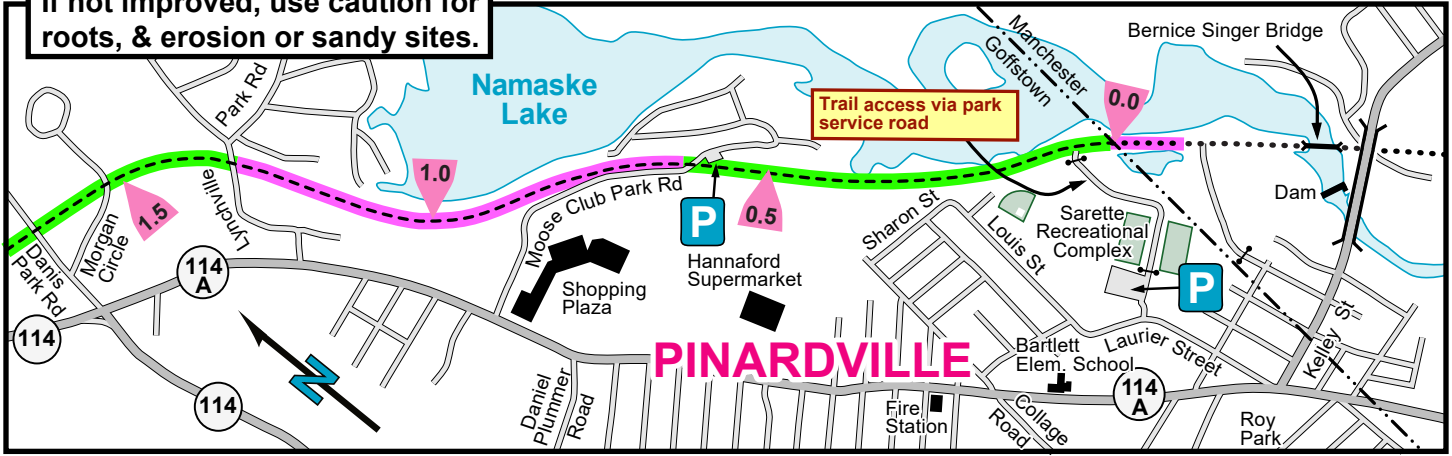 If not improved, use caution for
roots, & erosion or sandy sites.
Park Rd
Namaske
Lake
Manchester
Goffstown
Bernice Singer Bridge
Trail access via park
service road
0.0
1.0
0.5
1.5
Morgan
Circle
Lynchville
Danis
Park Rd
Moose Club Park Rd
P
Hannaford
Supermarket
Shopping
Plaza
Sharon St
Louis St
Sarette
Recreational
Complex
P
Dam
114
A
114
114
N
PINARDVILLE
Daniel
Plummer
Road
Bartlett
Elem. School
Laurier Street
Kelley St
Fire
Station
Collage
Road
114
A
Roy
Park